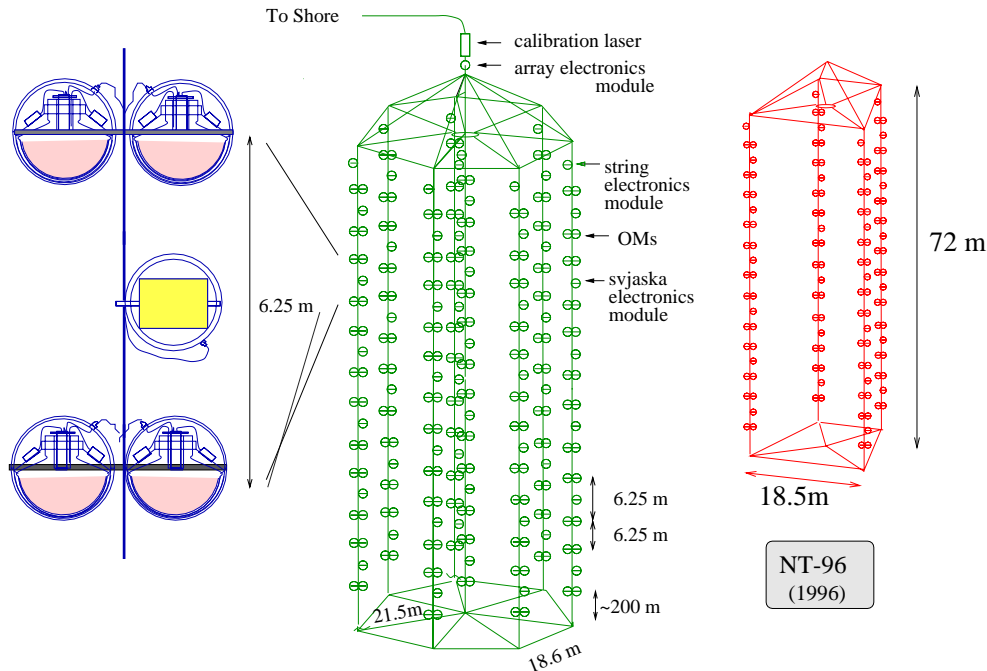 To Shore
calibration laser
array electronics
module
string
electronics
module
OMs
svjaska
electronics
module
6.25 m
6.25 m
6.25 m
~200 m
21.5m
18.6 m
72 m
18.5m
NT-96
(1996)